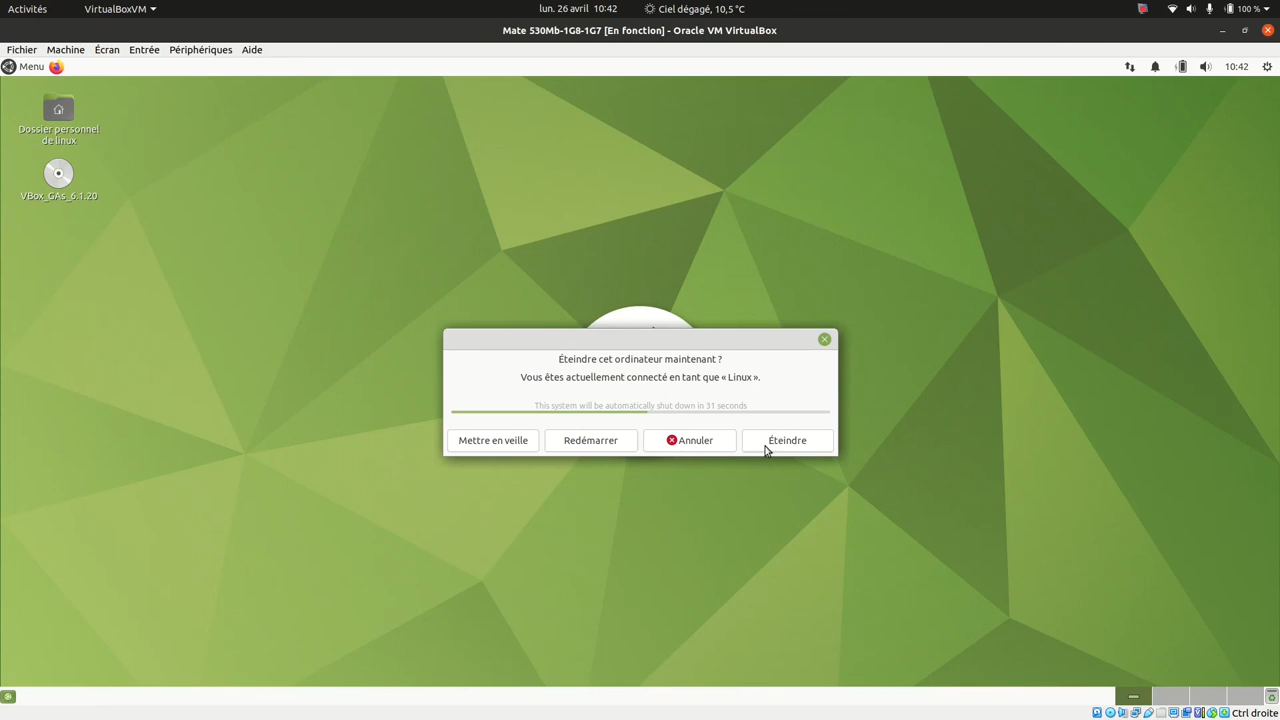 Activités
VirtualBoxVM
lun. 26 avril 10:42
Ciel dégagé, 10,5 °C
100 %
Mate 530Mb-1G8-1G7 [En fonction] - Oracle VM VirtualBox
Fichier Machine Écran Entrée Périphériques Aide
Menu
10:42
Dossier personnel
de linux
VBox_GAs_6.1.20
Éteindre cet ordinateur maintenant ?
Vous êtes actuellement connecté en tant que « Linux ».
This system will be automatically shut down in 31 seconds
Mettre en veille Redémarrer Annuler Éteindre
Ctrl droite